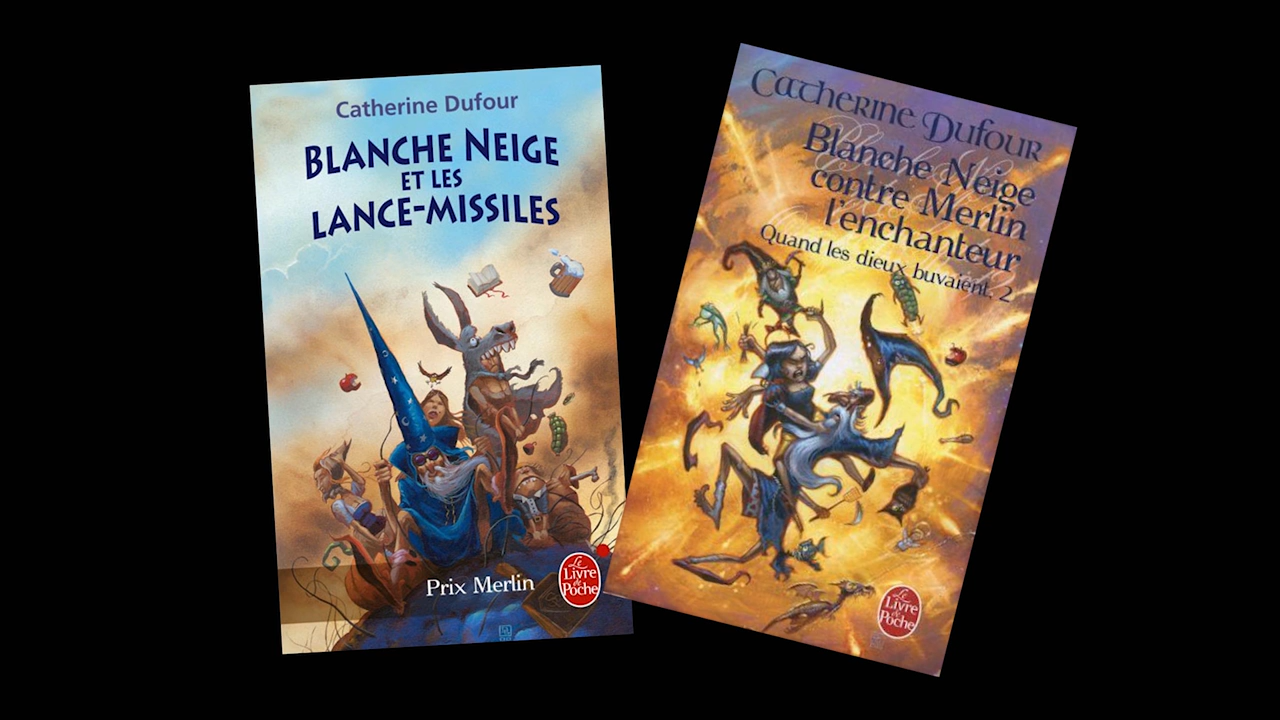 Catherine Dufour
BLANCHE NEIGE
ET LES
LANCE-MISSILES
Prix Merlin
Le
Livre
de
Poche
Catherine Dufour
Blanche Neige
contre Merlin
l'enchanteur
Quand les dieux buvaient, 2
Le
Livre
de
Poche